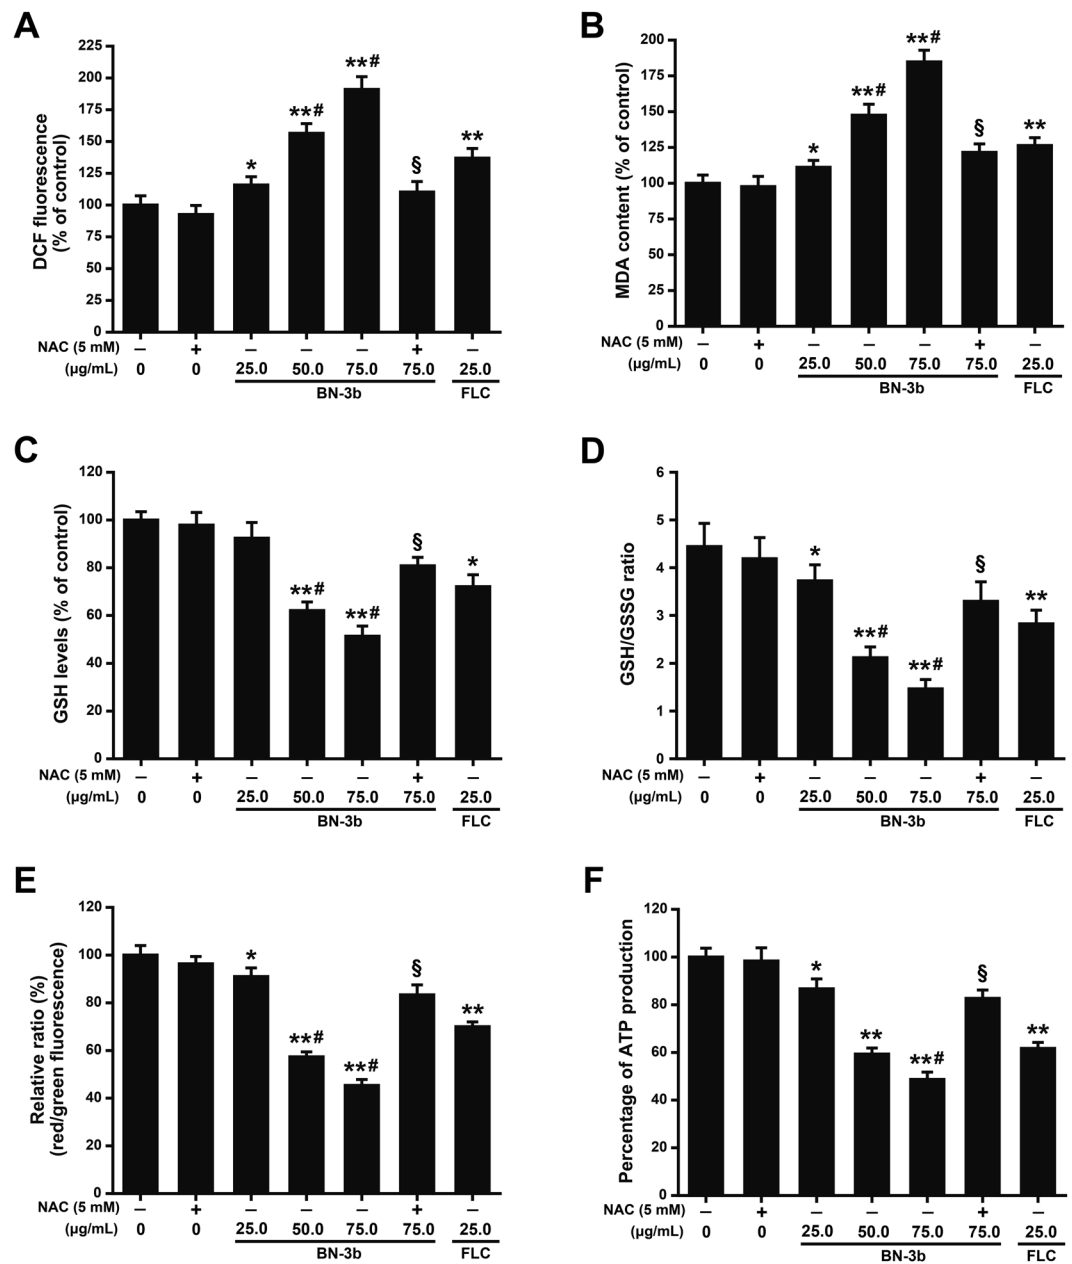 A
DCF fluorescence
(% of control)
225
200
175
150
125
100
75
50
25
0
* **# **# § **
NAC (5 mM) – + – – – + –
(µg/mL) 0 0 25.0 50.0 75.0 75.0 25.0
BN-3b FLC
B
MDA content (% of control)
200
175
150
125
100
75
50
25
0
* **# **# § **
NAC (5 mM) – + – – – + –
(µg/mL) 0 0 25.0 50.0 75.0 75.0 25.0
BN-3b FLC
C
GSH levels (% of control)
120
100
80
60
40
20
0
**# **# § *
NAC (5 mM) – + – – – + –
(µg/mL) 0 0 25.0 50.0 75.0 75.0 25.0
BN-3b FLC
D
GSH/GSSG ratio
6
5
4
3
2
1
0
* **# **# § **
NAC (5 mM) – + – – – + –
(µg/mL) 0 0 25.0 50.0 75.0 75.0 25.0
BN-3b FLC
E
Relative ratio (%)
(red/green fluorescence)
120
100
80
60
40
20
0
* **# **# § **
NAC (5 mM) – + – – – + –
(µg/mL) 0 0 25.0 50.0 75.0 75.0 25.0
BN-3b FLC
F
Percentage of ATP production
120
100
80
60
40
20
0
* ** **# § **
NAC (5 mM) – + – – – + –
(µg/mL) 0 0 25.0 50.0 75.0 75.0 25.0
BN-3b FLC